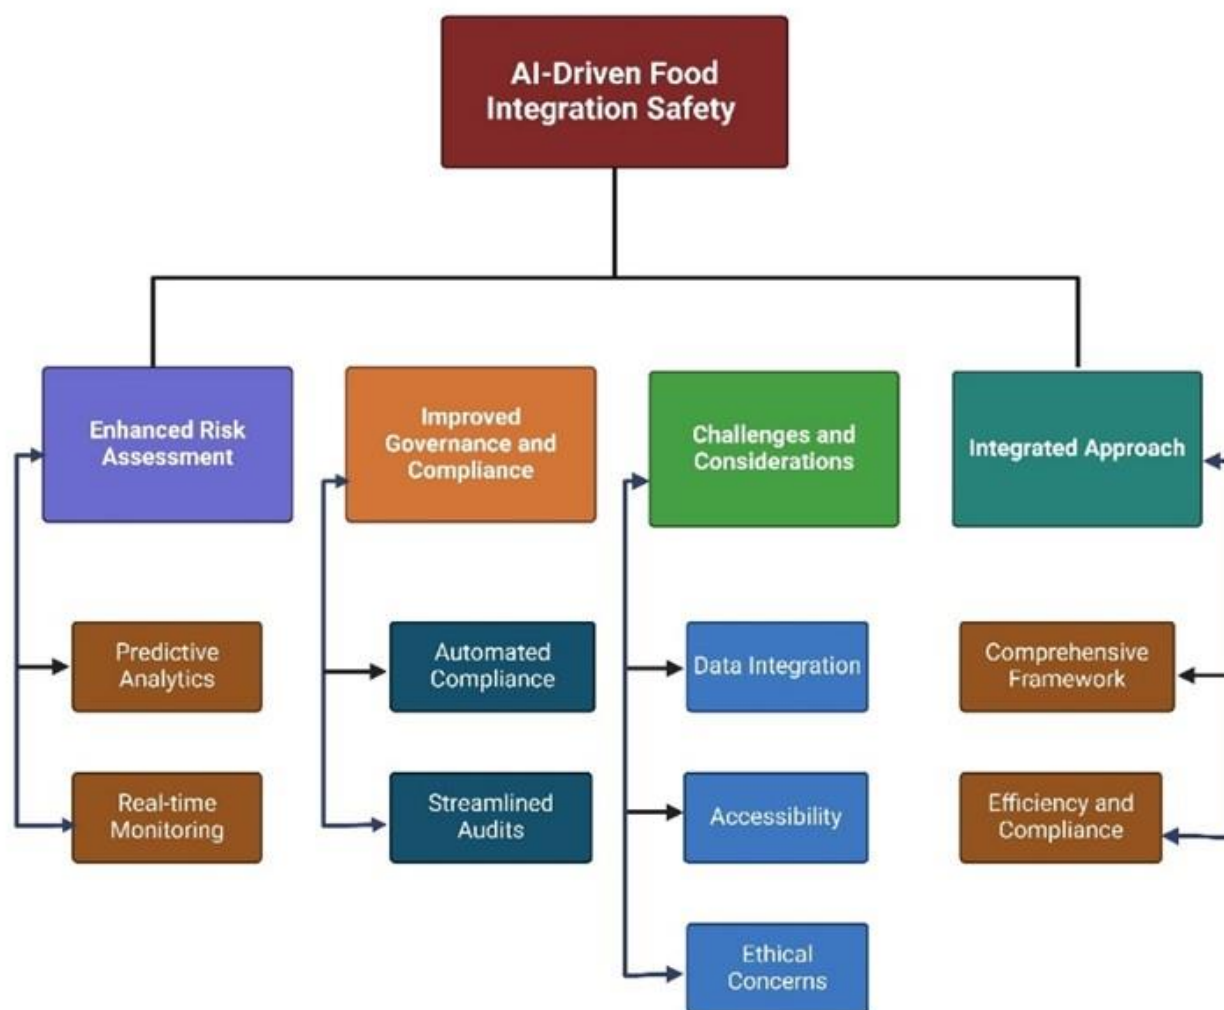 AI-Driven Food
Integration Safety
Enhanced Risk
Assessment
Improved
Governance and
Compliance
Challenges and
Considerations
Integrated Approach
Predictive
Analytics
Automated
Compliance
Data Integration
Comprehensive
Framework
Real-time
Monitoring
Streamlined
Audits
Accessibility
Efficiency and
Compliance
Ethical
Concerns